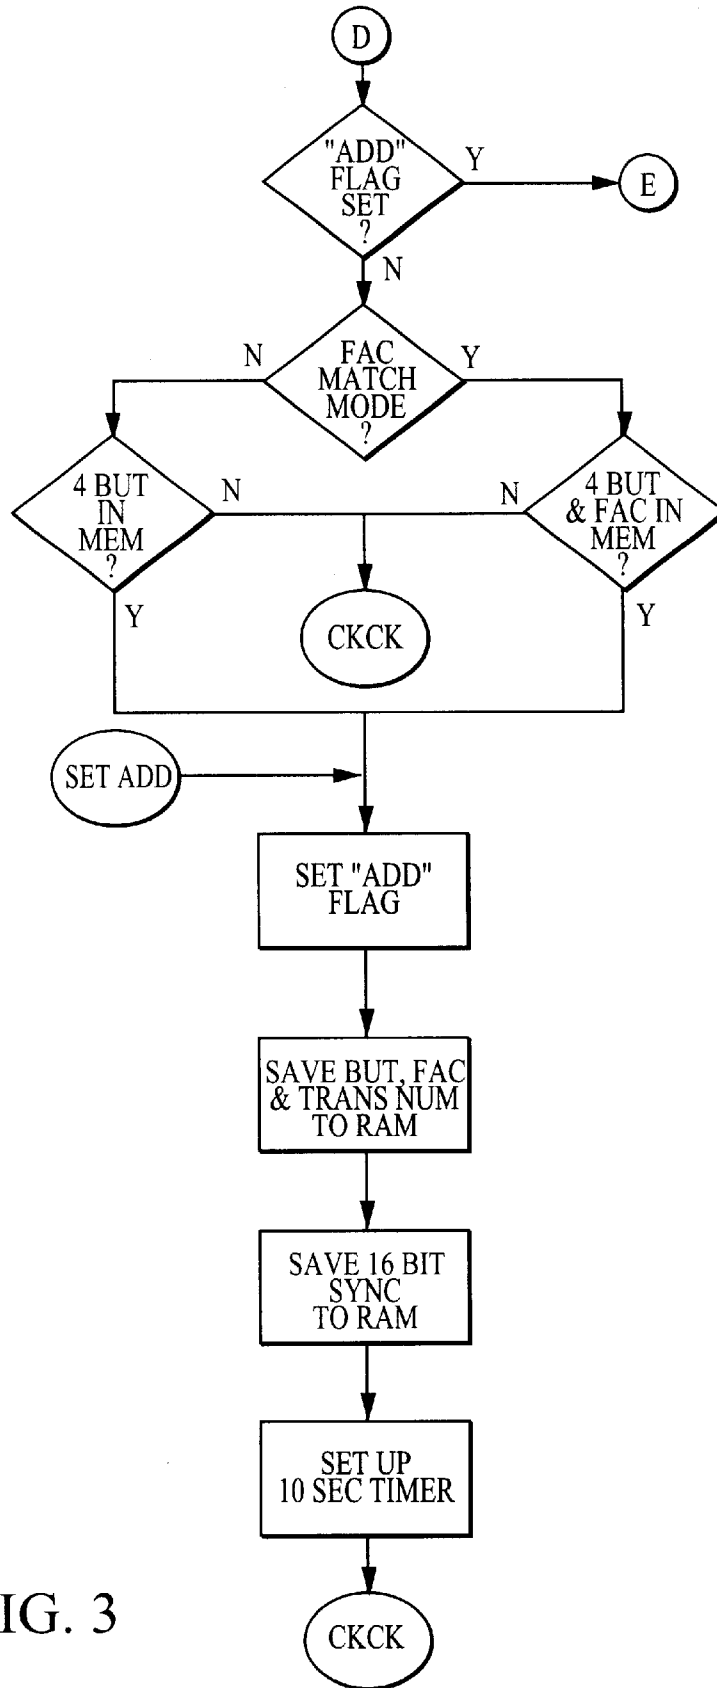 D
"ADD"
FLAG
SET
?
Y
E
N
N
FAC
MATCH
MODE
?
Y
4 BUT
IN
MEM
?
N
N
4 BUT
& FAC IN
MEM
?
Y
CKCK
Y
SET ADD
SET "ADD"
FLAG
SAVE BUT, FAC
& TRANS NUM
TO RAM
SAVE 16 BIT
SYNC
TO RAM
SET UP
10 SEC TIMER
CKCK
IG. 3